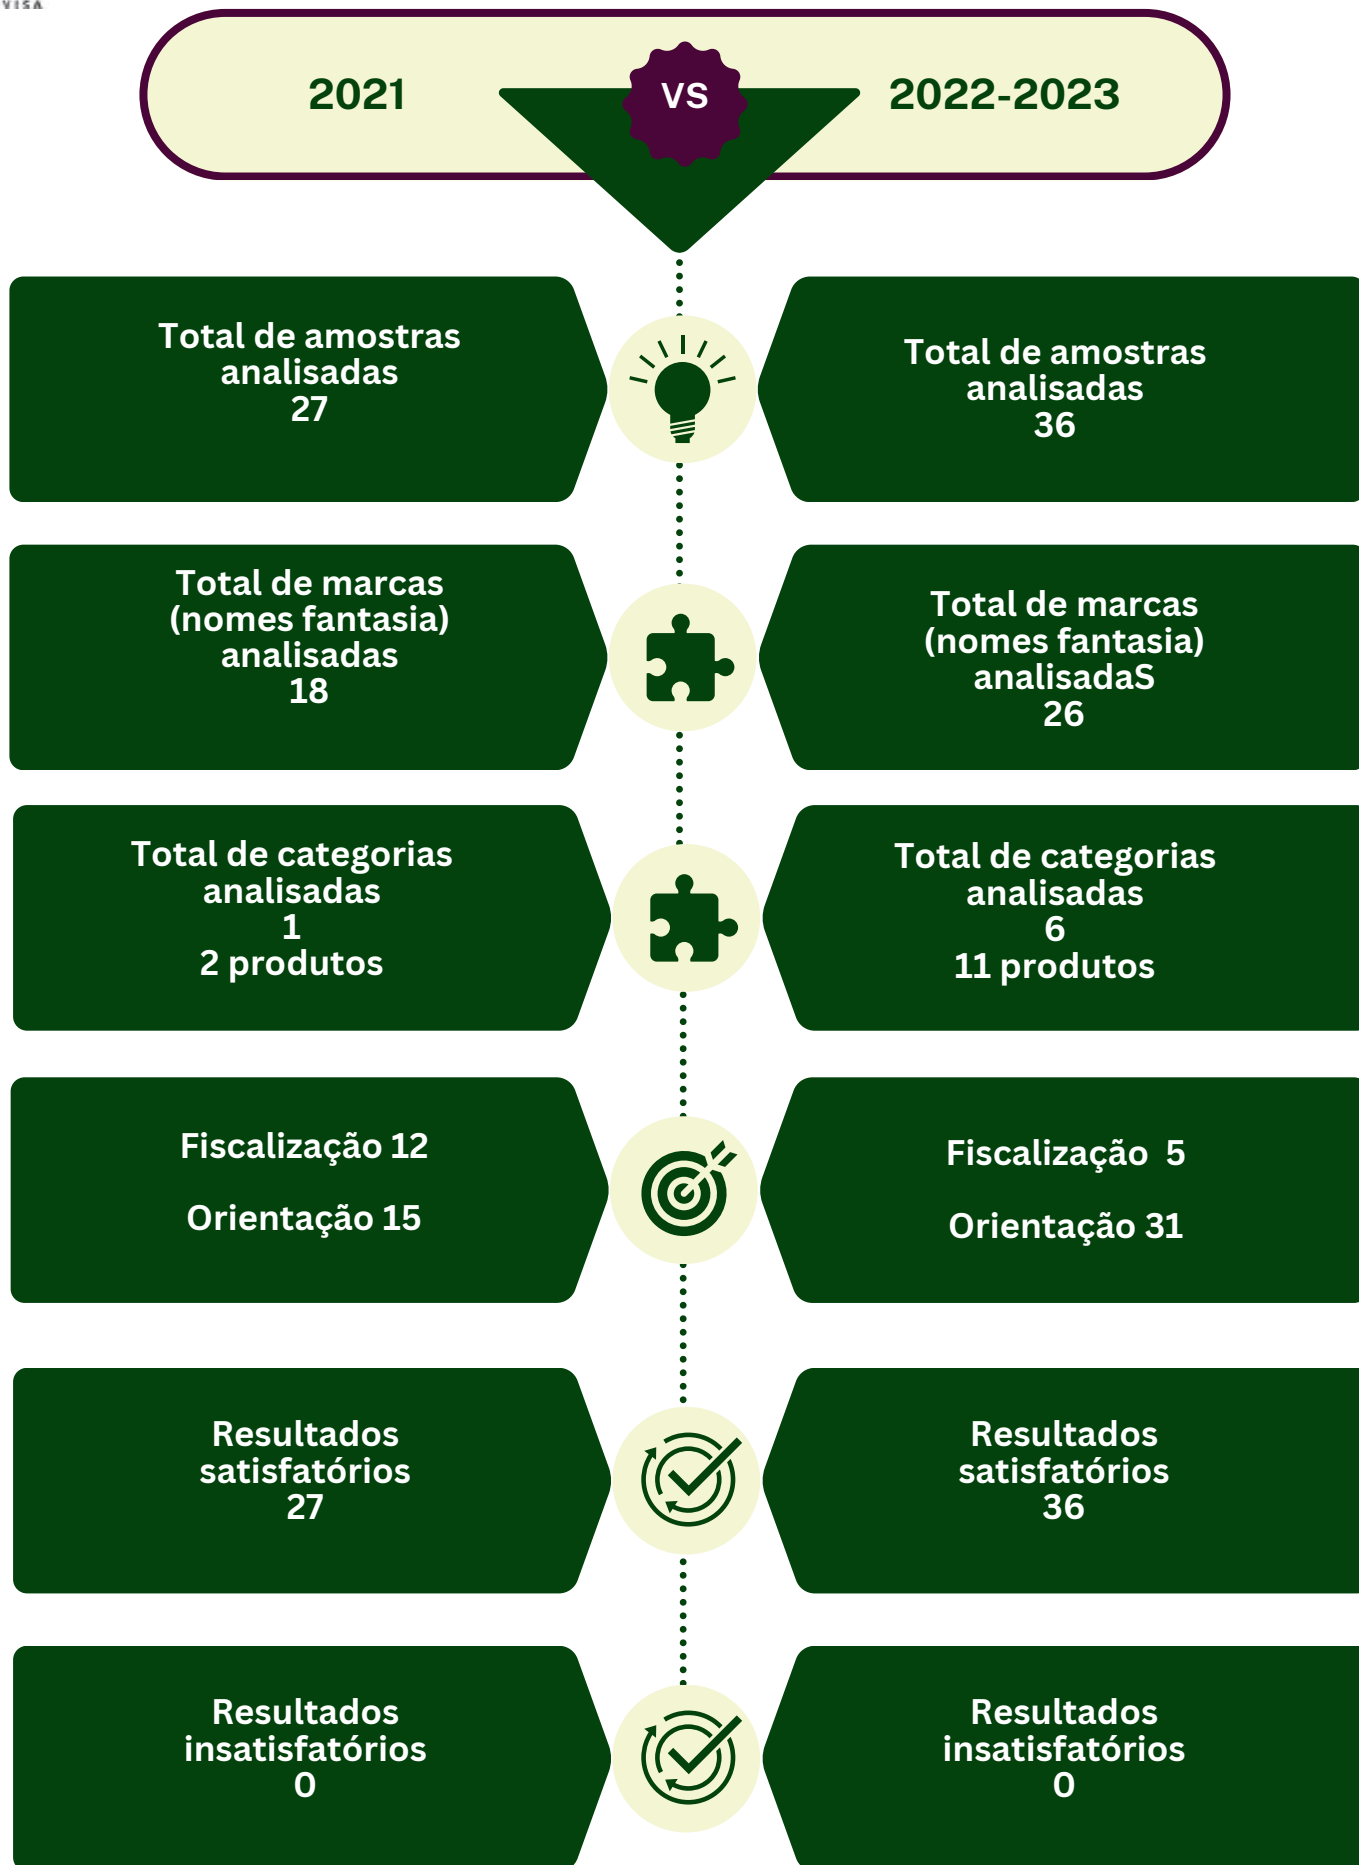 VISA
2021
VS
2022-2023
Total de amostras
analisadas
27
Total de amostras
analisadas
36
Total de marcas
(nomes fantasia)
analisadas
18
Total de marcas
(nomes fantasia)
analisadaS
26
Total de categorias
analisadas
1
2 produtos
Total de categorias
analisadas
6
11 produtos
Fiscalização 12
Orientação 15
Fiscalização 5
Orientação 31
Resultados
satisfatórios
27
Resultados
satisfatórios
36
Resultados
insatisfatórios
0
Resultados
insatisfatórios
0